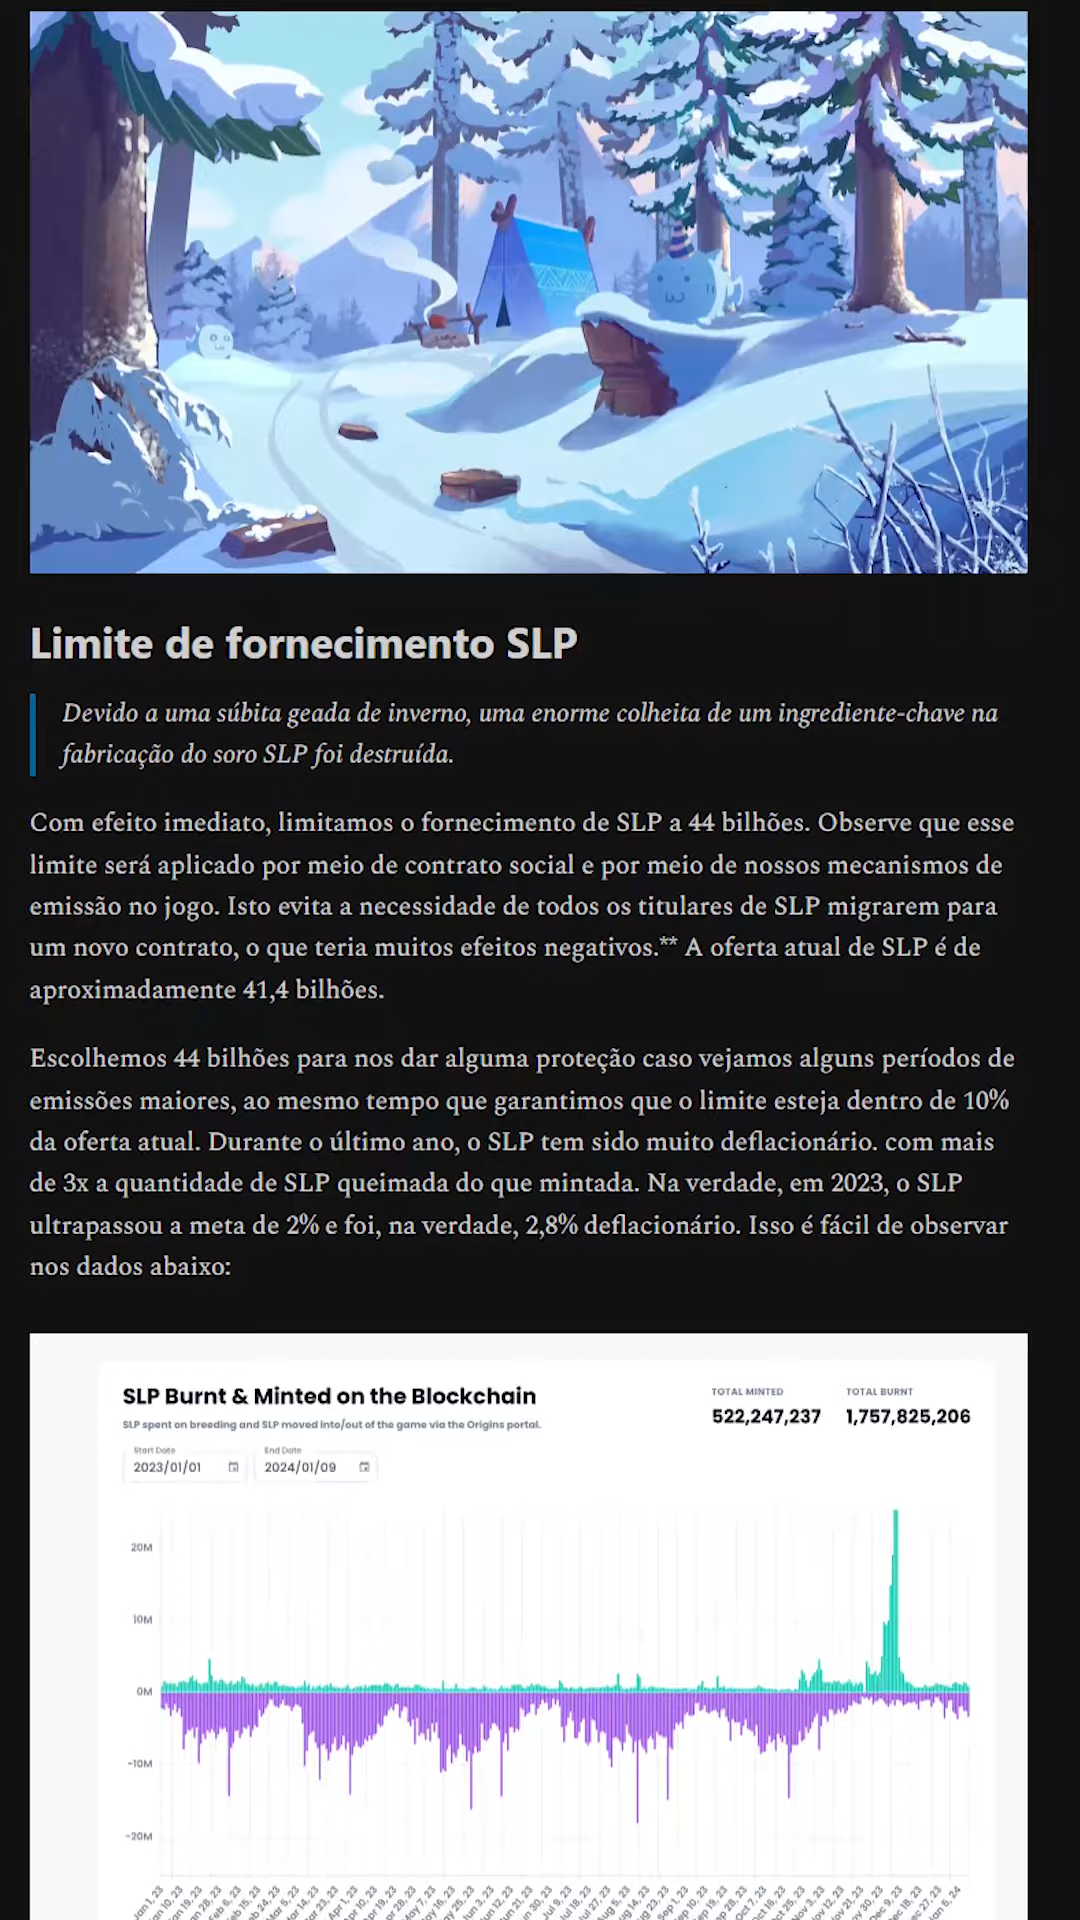 Limite de fornecimento SLP
Devido a uma súbita geada de inverno, uma enorme colheita de um ingrediente-chave na
fabricação do soro SLP foi destruída.
Com efeito imediato, limitamos o fornecimento de SLP a 44 bilhões. Observe que esse
limite será aplicado por meio de contrato social e por meio de nossos mecanismos de
emissão no jogo. Isto evita a necessidade de todos os titulares de SLP migrarem para
um novo contrato, o que teria muitos efeitos negativos.** A oferta atual de SLP é de
aproximadamente 41,4 bilhões.
Escolhemos 44 bilhões para nos dar alguma proteção caso vejamos alguns períodos de
emissões maiores, ao mesmo tempo que garantimos que o limite esteja dentro de 10%
da oferta atual. Durante o último ano, o SLP tem sido muito deflacionário. com mais
de 3x a quantidade de SLP queimada do que mintada. Na verdade, em 2023, o SLP
ultrapassou a meta de 2% e foi, na verdade, 2,8% deflacionário. Isso é fácil de observar
nos dados abaixo:
SLP Burnt & Minted on the Blockchain
SLP spent on breeding and SLP moved into/out of the game via the Origins portal.
TOTAL MINTED
522,247,237
TOTAL BURNT
1,757,825,206
Start Date
2023/01/01
End Date
2024/01/09
20M
10M
0M
-10M
-20M